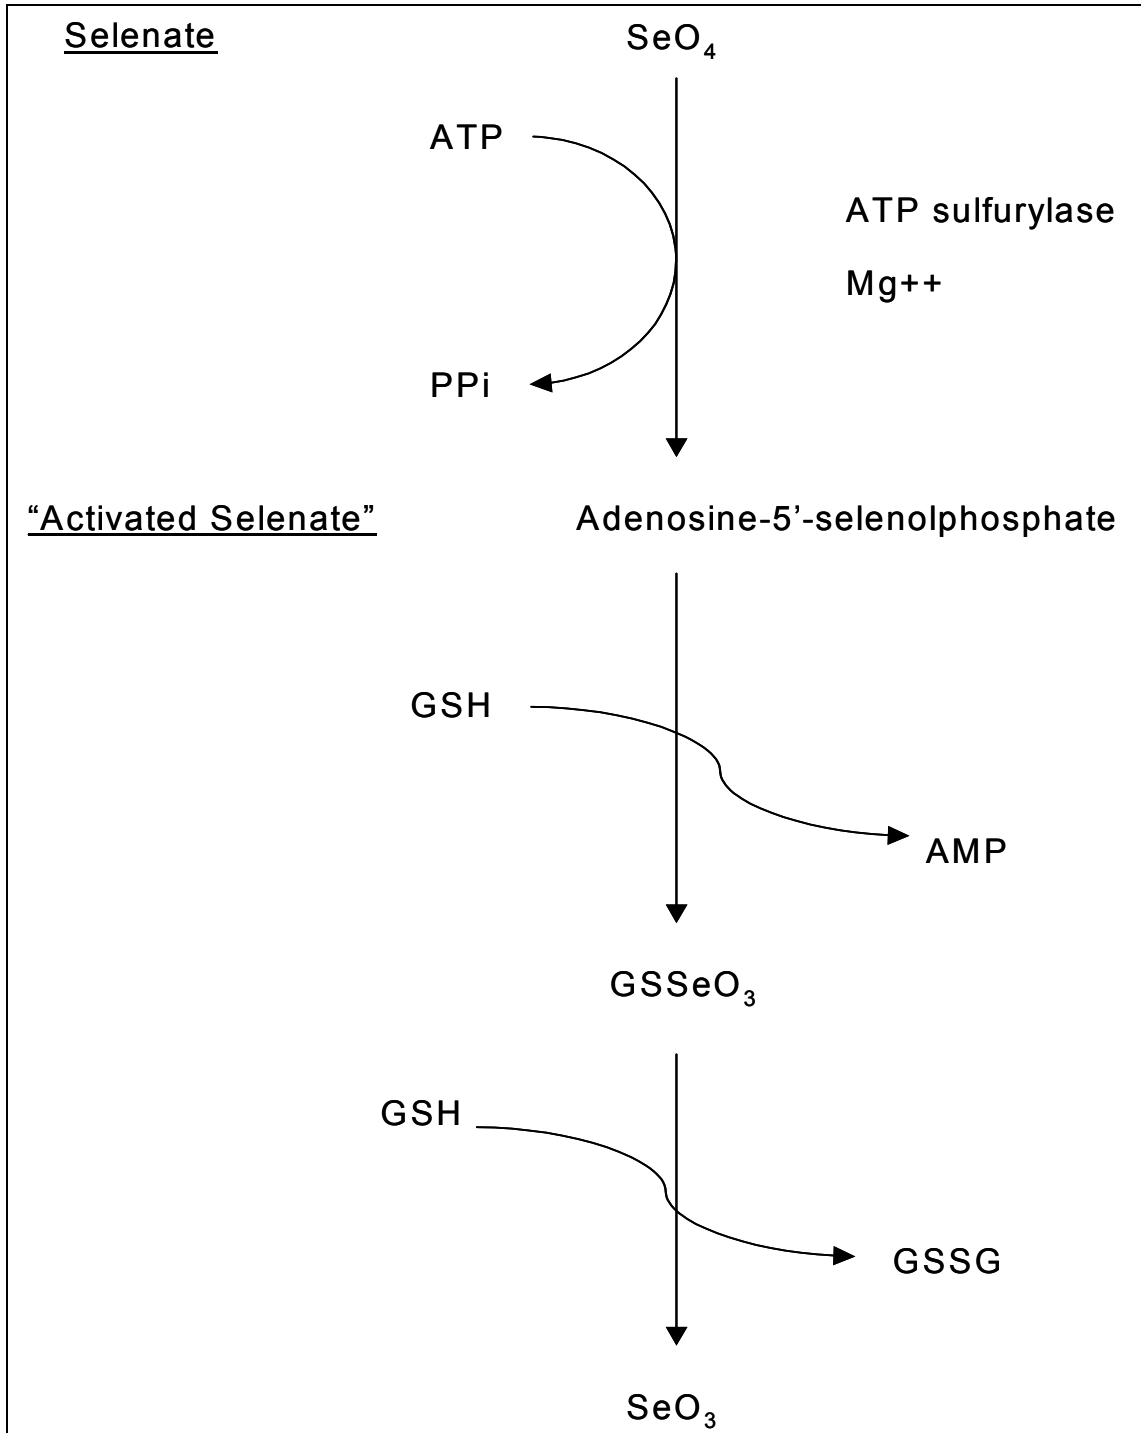 Selenate
SeO₄
ATP
ATP sulfurylase
Mg++
PPi
“Activated Selenate”
Adenosine-5’-selenolphosphate
GSH
AMP
GSSeO₃
GSH
GSSG
SeO₃